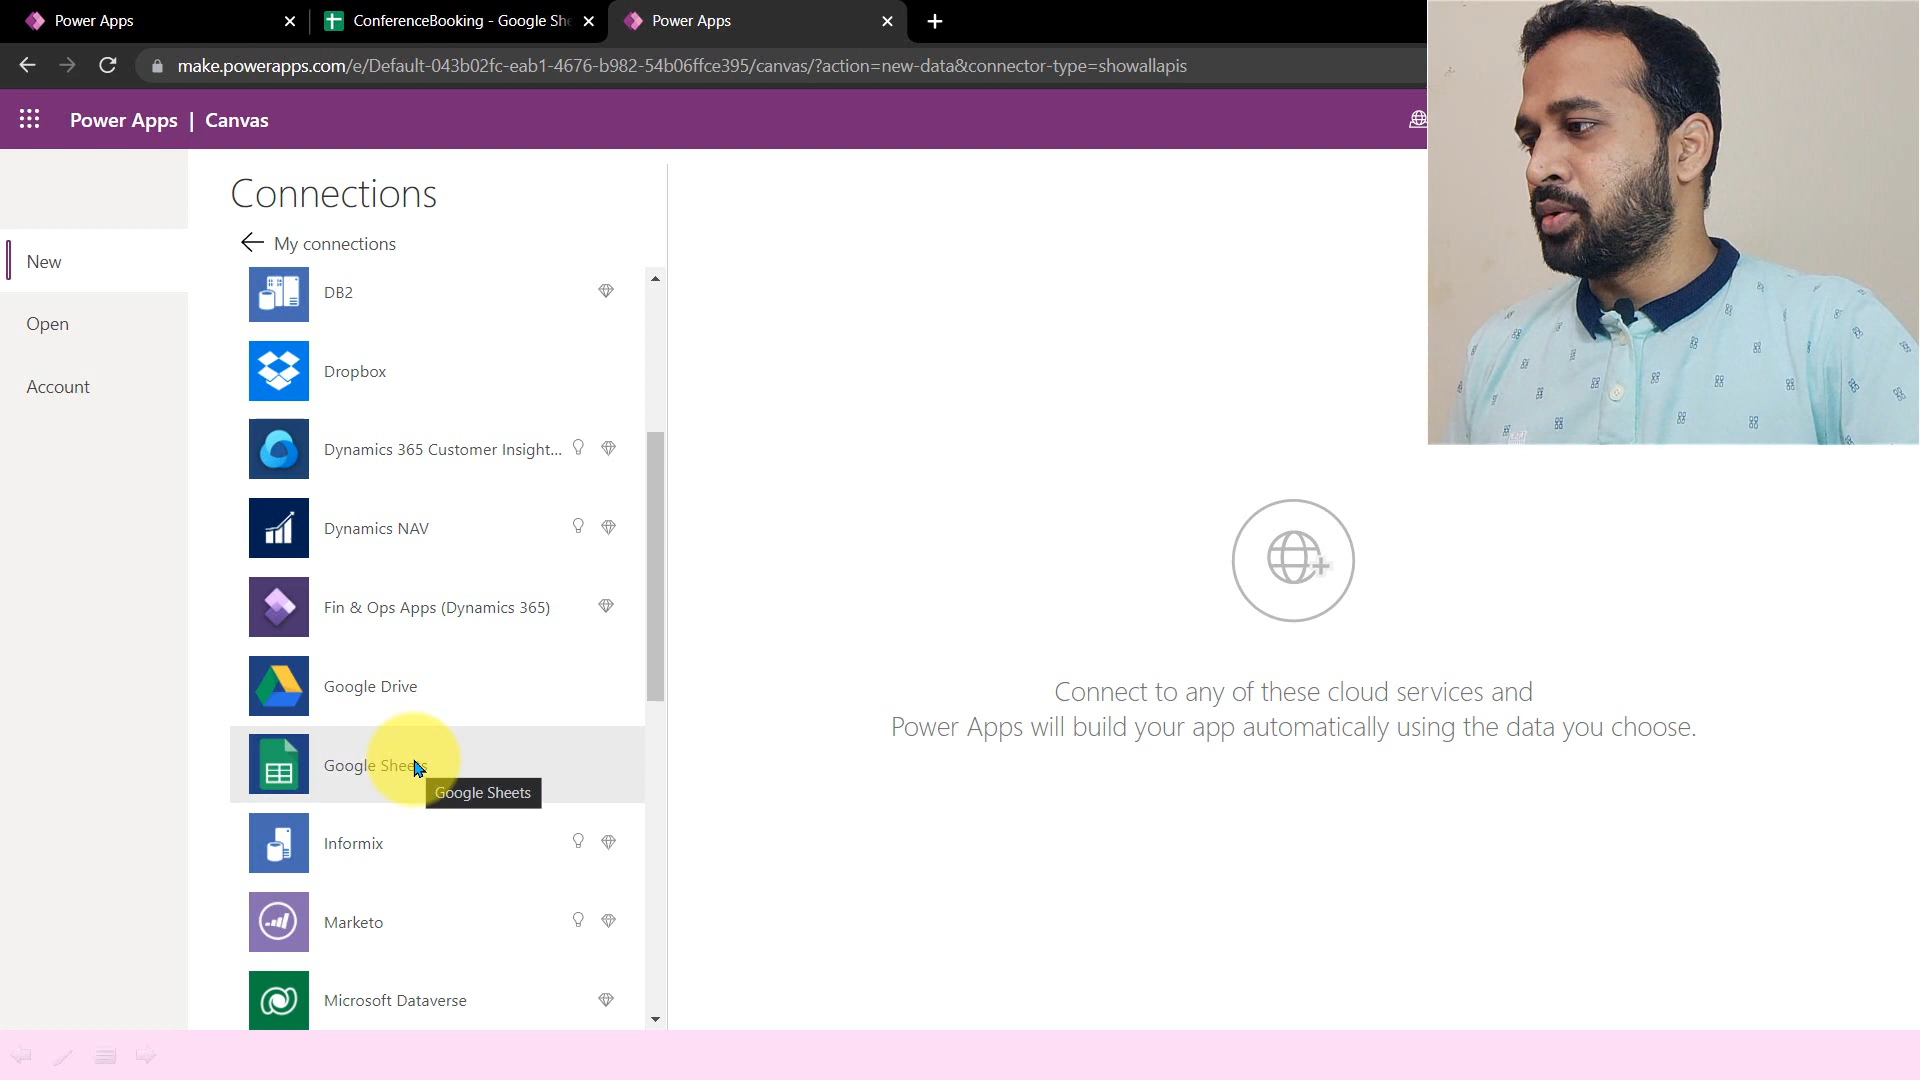 Power Apps
ConferenceBooking - Google She
Power Apps
make.powerapps.com/e/Default-043b02fc-eab1-4676-b982-54b06ffce395/canvas/?action=new-data&connector-type=showallapis
Power Apps | Canvas
Connections
My connections
New
Open
Account
DB2
Dropbox
Dynamics 365 Customer Insight...
Dynamics NAV
Fin & Ops Apps (Dynamics 365)
Google Drive
Google Sheets
Google Sheets
Informix
Marketo
Microsoft Dataverse
Connect to any of these cloud services and
Power Apps will build your app automatically using the data you choose.